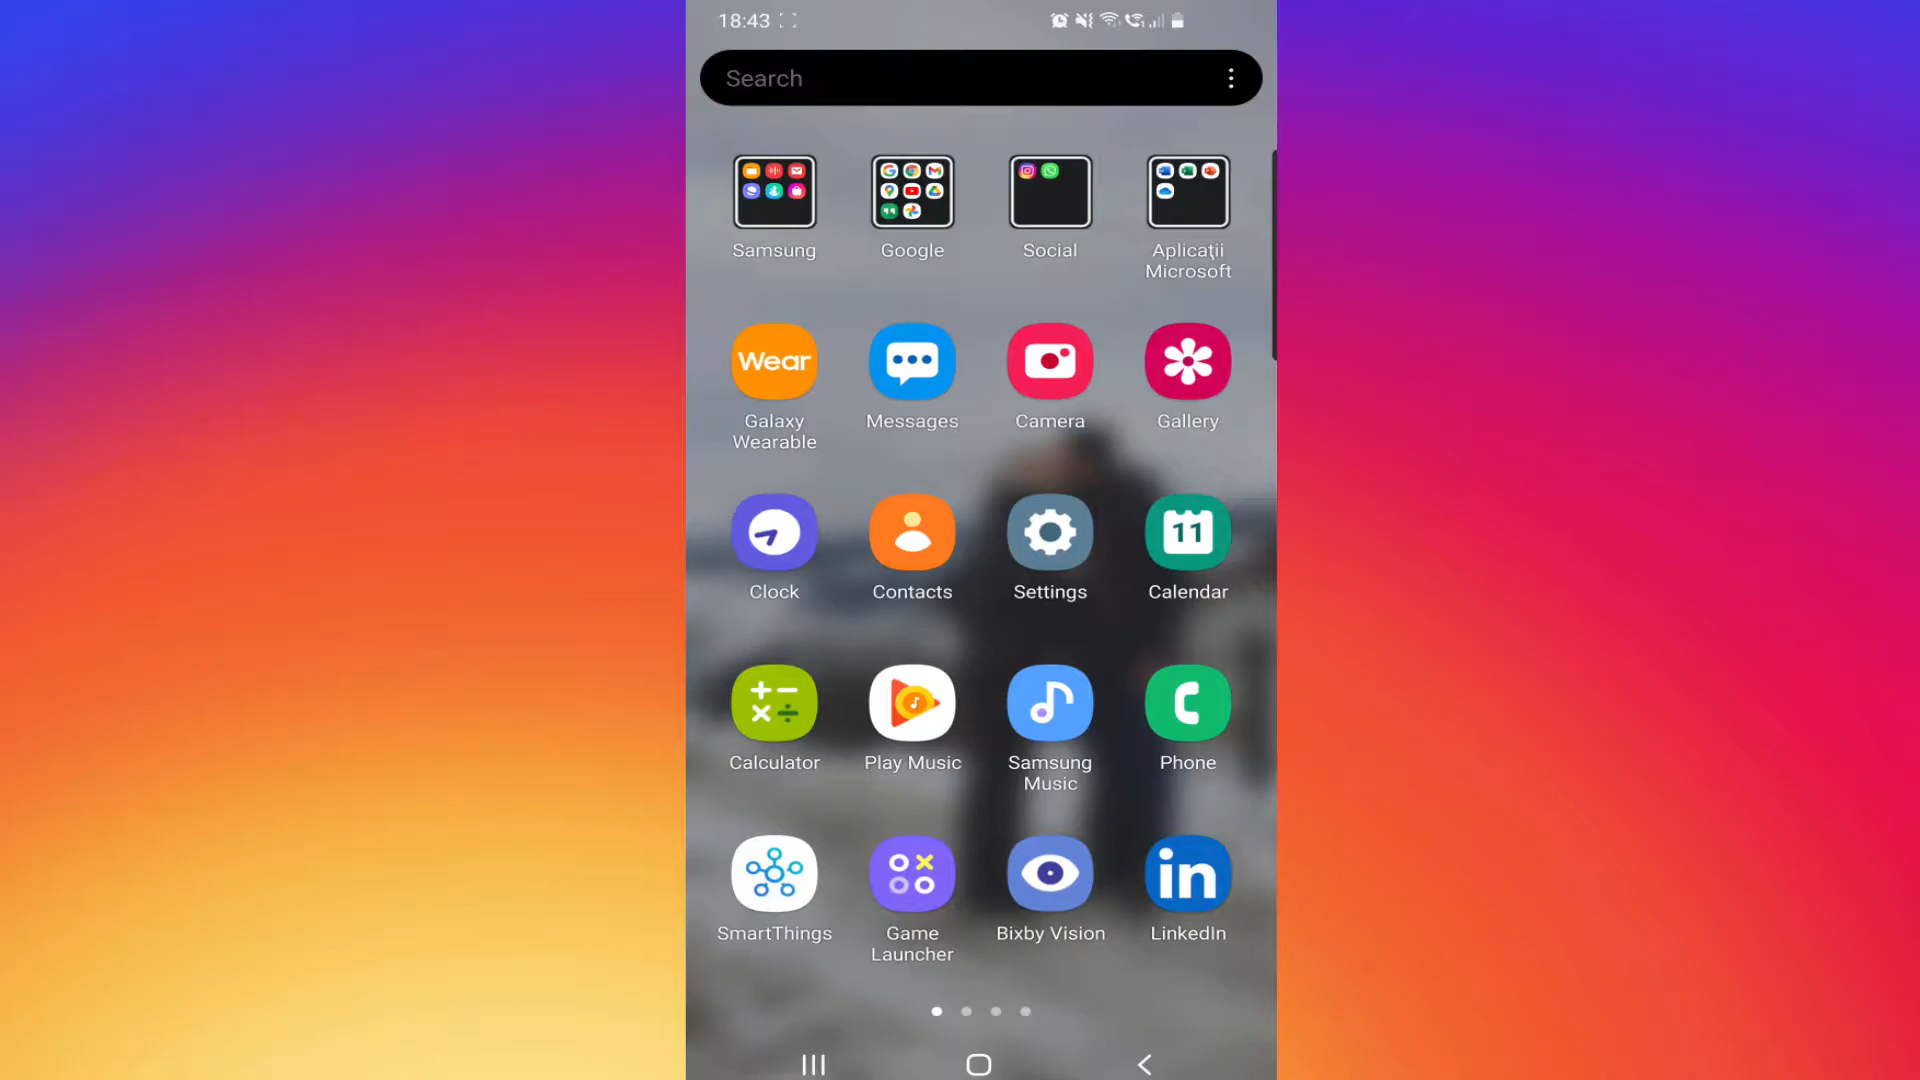 18:43
Search
Samsung
Google
Social
Aplicaţii
Microsoft
Wear
Galaxy
Wearable
Messages
Camera
Gallery
11
Clock
Contacts
Settings
Calendar
Calculator
Play Music
Samsung
Music
Phone
in
SmartThings
Game
Launcher
Bixby Vision
LinkedIn